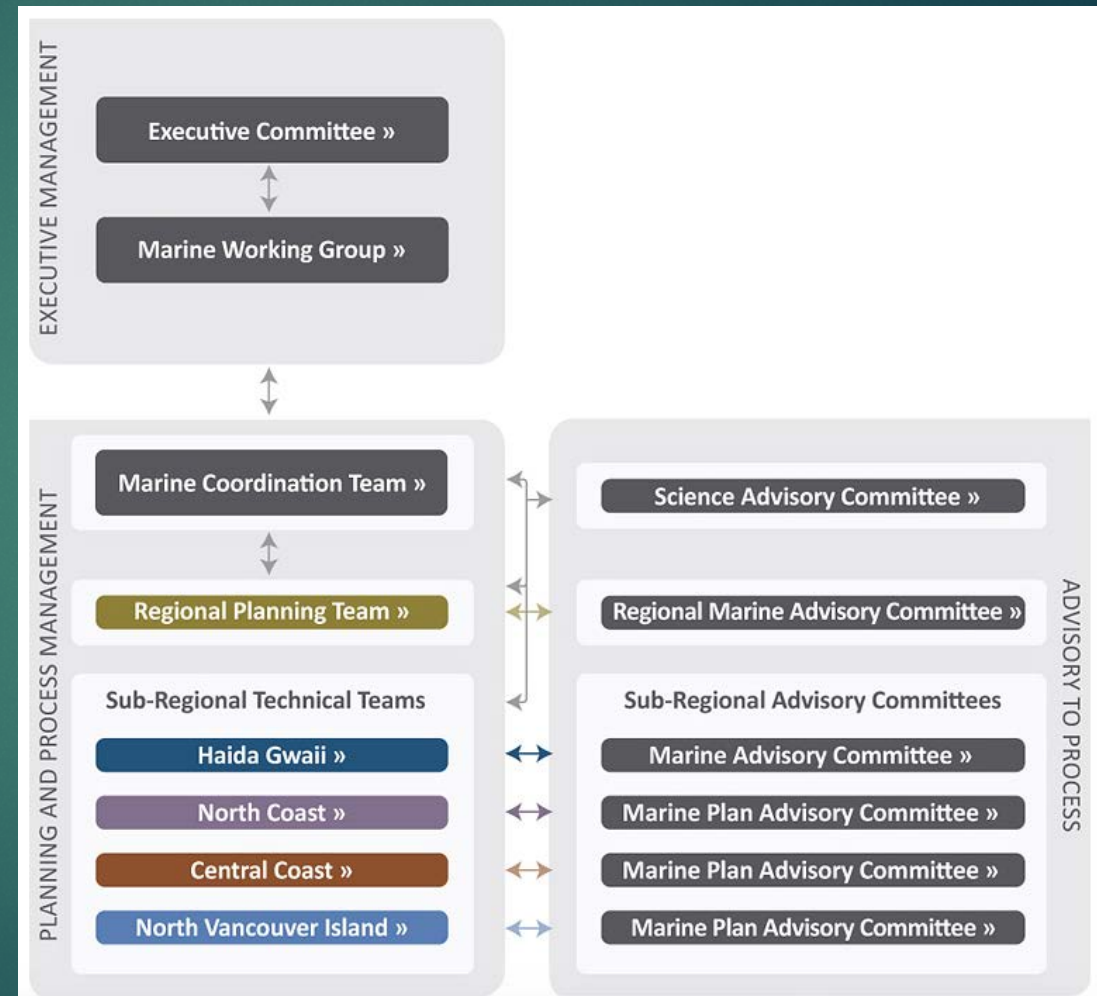 EXECUTIVE MANAGEMENT
Executive Committee »
Marine Working Group »
PLANNING AND PROCESS MANAGEMENT
Marine Coordination Team »
Regional Planning Team »
Sub-Regional Technical Teams
Haida Gwaii »
North Coast »
Central Coast »
North Vancouver Island »
ADVISORY TO PROCESS
Science Advisory Committee »
Regional Marine Advisory Committee »
Sub-Regional Advisory Committees
Marine Advisory Committee »
Marine Plan Advisory Committee »
Marine Plan Advisory Committee »
Marine Plan Advisory Committee »